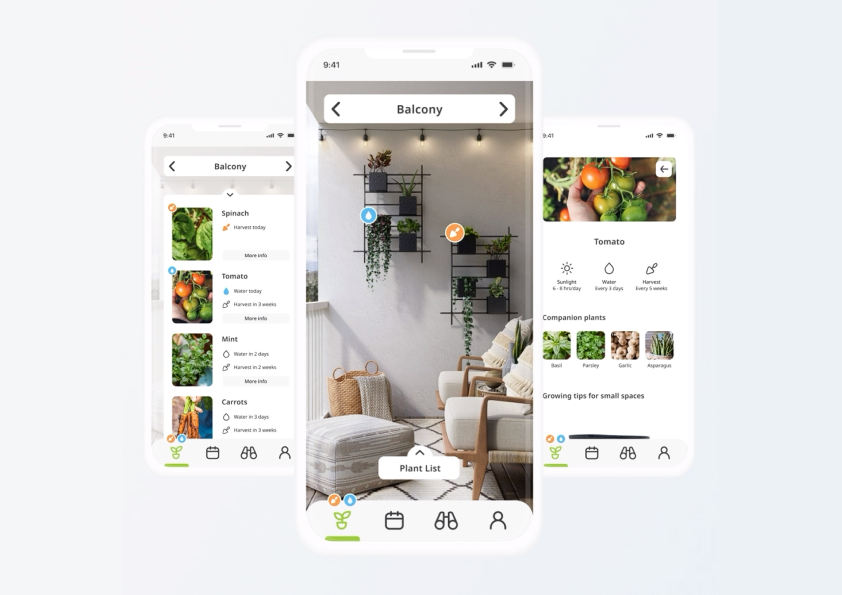 9:41
Balcony
Spinach
Harvest today
More info
Tomato
Water today
Harvest in 3 weeks
More info
Mint
Water in 2 days
Harvest in 2 weeks
More info
Carrots
Water in 3 days
Harvest in 3 weeks
9:41
Balcony
Plant List
9:41
Tomato
Sunlight
6 - 8 hrs/day
Water
Every 3 days
Harvest
Every 5 weeks
Companion plants
Basil
Parsley
Garlic
Asparagus
Growing tips for small spaces